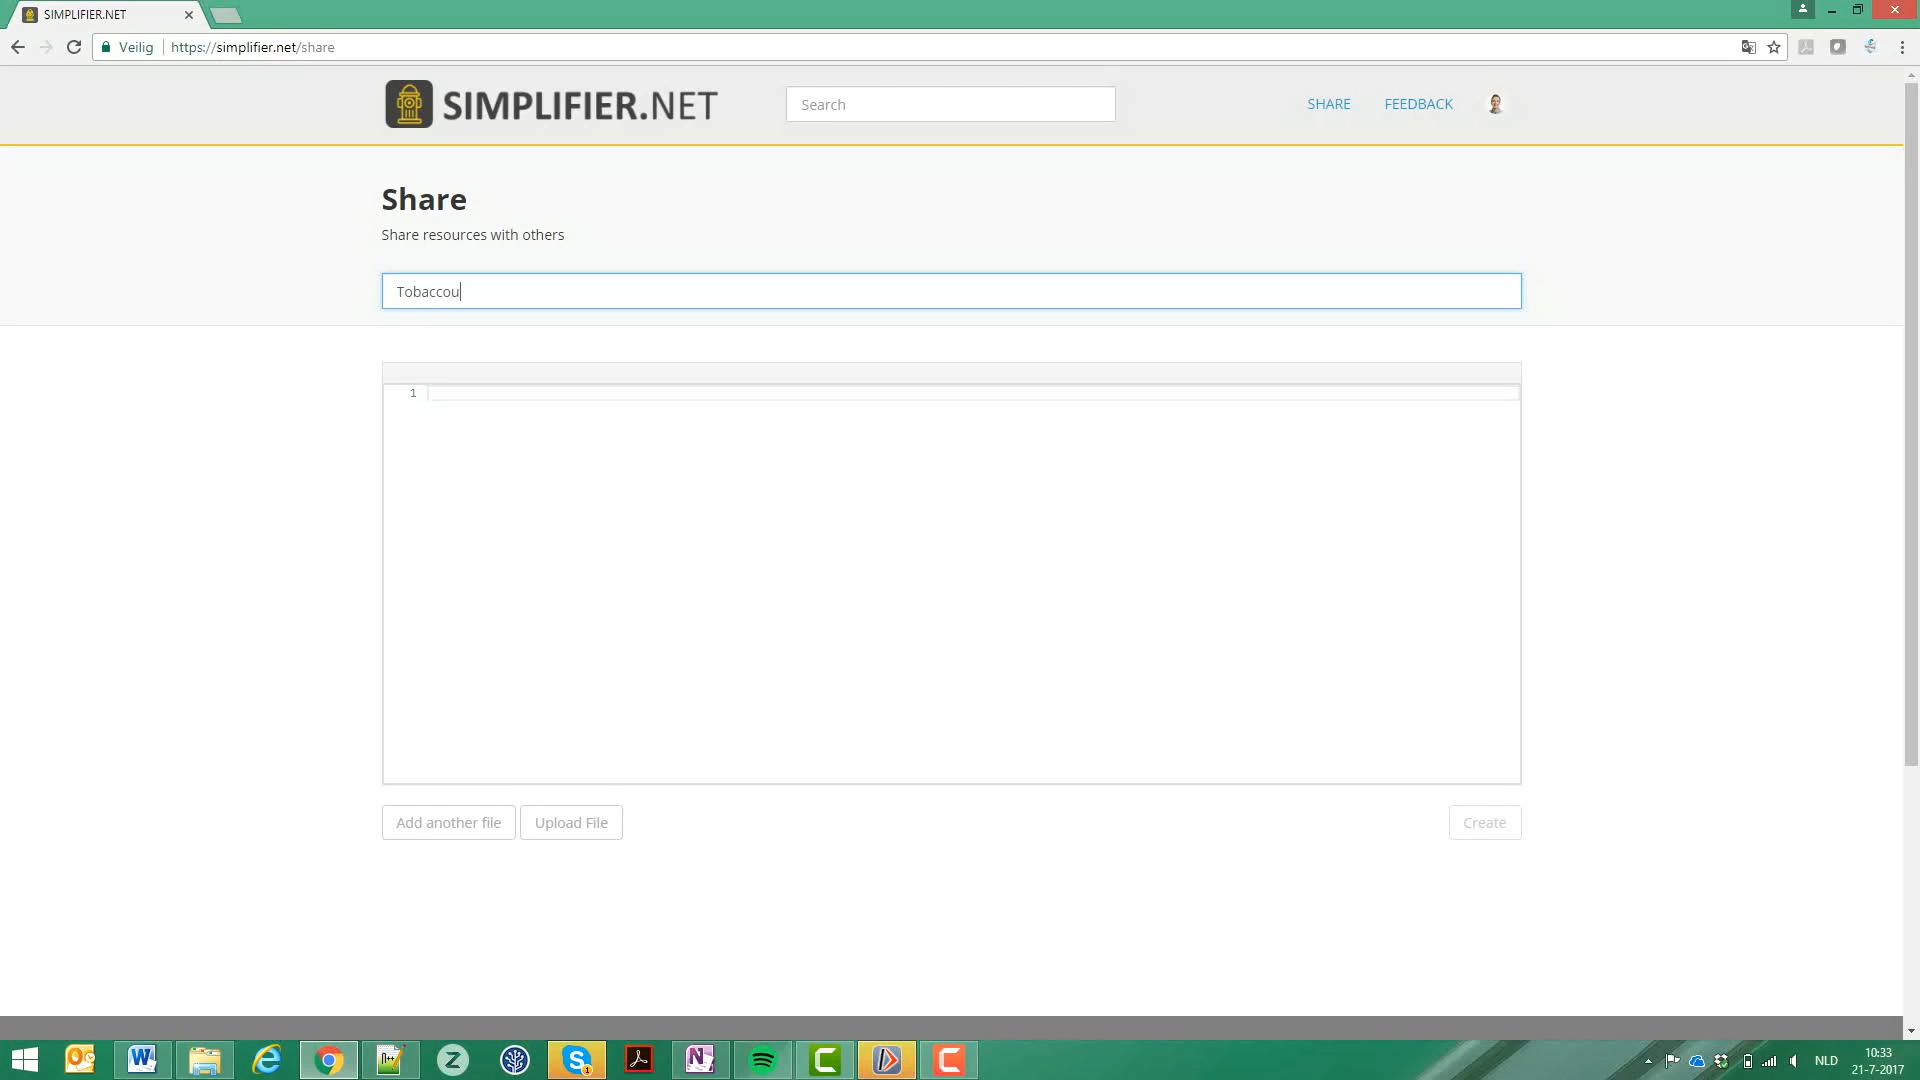 SIMPLIFIER.NET
Veilig
https://simplifier.net/share
SIMPLIFIER.NET
Search
SHARE
FEEDBACK
Share
Share resources with others
Tobaccou
1
Add another file
Upload File
Create
NLD
10:33
21-7-2017